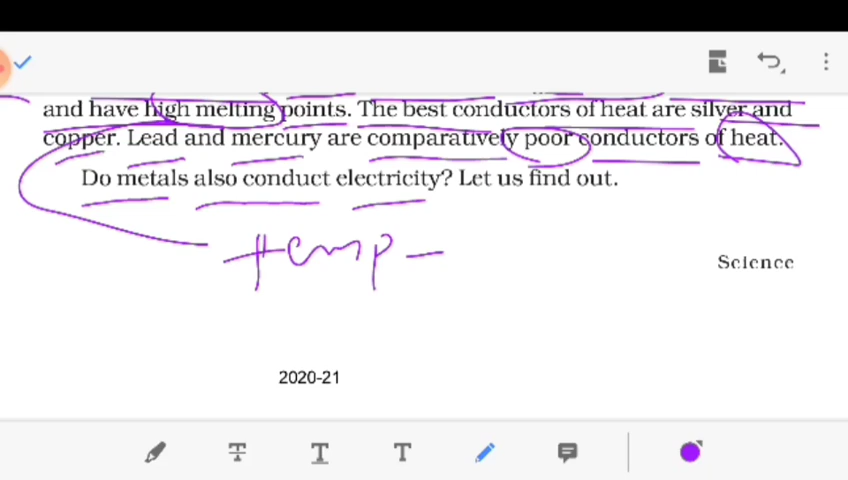 and have high melting points. The best conductors of heat are silver and
copper. Lead and mercury are comparatively poor conductors of heat.
Do metals also conduct electricity? Let us find out.
temp -
Science
2020-21
T T T